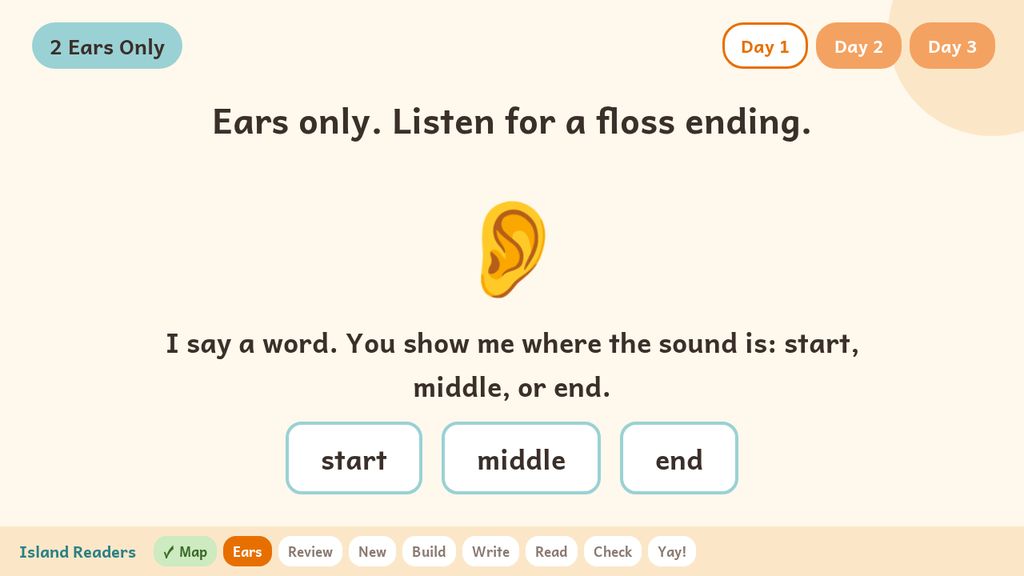 2 Ears Only
Day 1
Day 2
Day 3
Ears only. Listen for a floss ending.
I say a word. You show me where the sound is: start,
middle, or end.
start
middle
end
Island Readers
✓ Map
Ears
Review
New
Build
Write
Read
Check
Yay!